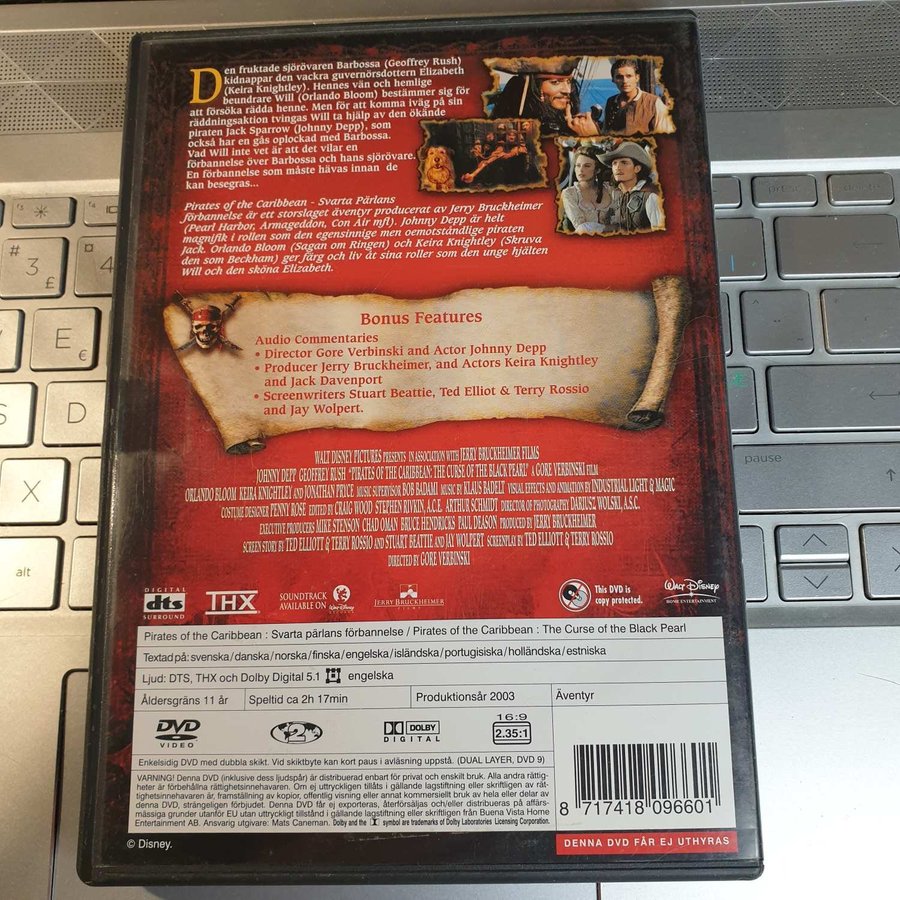 Den fruktade sjörövaren Barbossa (Geoffrey Rush)
kidnappar den vackra guvernörsdottern Elizabeth
(Keira Knightley). Hennes vän och hemlige
beundrare Will (Orlando Bloom) bestämmer sig för
att försöka rädda henne. Men för att komma iväg på sin
räddningsaktion tvingas Will ta hjälp av den ökände
piraten Jack Sparrow (Johnny Depp), som
också har en gås oplockad med Barbossa.
Vad Will inte vet är att det vilar en
förbannelse över Barbossa och hans sjörövare.
En förbannelse som måste hävas innan de
kan besegras...
Pirates of the Caribbean - Svarta Pärlans
förbannelse är ett storslaget äventyr producerat av Jerry Bruckheimer
(Pearl Harbor, Armageddon, Con Air mfl). Johnny Depp är helt
magnifik i rollen som den egensinnige men oemotståndlige piraten
Jack. Orlando Bloom (Sagan om Ringen) och Keira Knightley (Skruva
den som Beckham) ger färg och liv åt sina roller som den unge hjälten
Will och den sköna Elizabeth.
Bonus Features
Audio Commentaries
• Director Gore Verbinski and Actor Johnny Depp
• Producer Jerry Bruckheimer, and Actors Keira Knightley
and Jack Davenport
• Screenwriters Stuart Beattie, Ted Elliot & Terry Rossio
and Jay Wolpert.
WALT DISNEY PICTURES PRESENTS IN ASSOCIATION WITH JERRY BRUCKHEIMER FILMS
JOHNNY DEPP GEOFFREY RUSH "PIRATES OF THE CARIBBEAN: THE CURSE OF THE BLACK PEARL" A GORE VERBINSKI FILM
ORLANDO BLOOM KEIRA KNIGHTLEY AND JONATHAN PRYCE MUSIC SUPERVISOR BOB BADAMI MUSIC BY KLAUS BADELT VISUAL EFFECTS AND ANIMATION BY INDUSTRIAL LIGHT & MAGIC
COSTUME DESIGNER PENNY ROSE EDITED BY CRAIG WOOD STEPHEN RIVKIN, A.C.E. ARTHUR SCHMIDT DIRECTOR OF PHOTOGRAPHY DARIUSZ WOLSKI, A.S.C.
EXECUTIVE PRODUCERS MIKE STENSON CHAD OMAN BRUCE HENDRICKS PAUL DEASON PRODUCED BY JERRY BRUCKHEIMER
SCREEN STORY BY TED ELLIOTT & TERRY ROSSIO AND STUART BEATTIE AND JAY WOLPERT SCREENPLAY BY TED ELLIOTT & TERRY ROSSIO
DIRECTED BY GORE VERBINSKI
DIGITAL dts SURROUND
THX
SOUNDTRACK
AVAILABLE ON
JERRY BRUCKHEIMER
FILMS
This DVD is
copy protected.
WALT DISNEY
HOME ENTERTAINMENT
Pirates of the Caribbean : Svarta pärlans förbannelse / Pirates of the Caribbean : The Curse of the Black Pearl
Textad på: svenska/danska/norska/finska/engelska/isländska/portugisiska/holländska/estniska
Ljud: DTS, THX och Dolby Digital 5.1 engelska
Åldersgräns 11 år
Speltid ca 2h 17min
Produktionsår 2003
Äventyr
DVD
VIDEO
2
DOLBY
DIGITAL
16:9
2.35:1
Enkelsidig DVD med dubbla skikt. Vid skiktbyte kan kort paus i avläsning uppstå. (DUAL LAYER, DVD 9)
VARNING! Denna DVD (inklusive dess ljudspår) är distribuerad enbart för privat och enskilt bruk. Alla andra rättig-
heter är förbehållna rättighetsinnehavaren. Om ej uttryckligen tillåts i gällande lagstiftning eller skriftligen av rät-
tighetsinnehavaren, är framställning av kopior, offentlig visning eller annat kommersiellt bruk av hela eller delar av
denna DVD, strängeligen förbjudet. Denna DVD får ej exporteras, återförsäljas och/eller distribueras på affärs-
mässiga grunder utanför EU utan uttryckligt tillstånd i gällande lagstiftning eller skriftligen från Buena Vista Home
Entertainment AB. Ansvarig utgivare: Mats Caneman. Dolby and the symbol are trademarks of Dolby Laboratories Licensing Corporation.
8 717418 096601
© Disney.
DENNA DVD FÅR EJ UTHYRAS
3
£
4
E
€
S
D
X
alt
prt sc
delete
pause